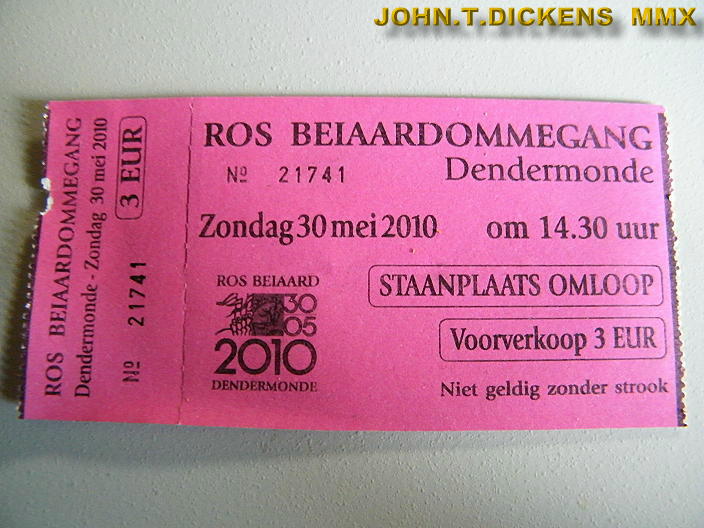 JOHN.T.DICKENS MMX
ROS BEIAARDOMMEGANG
Dendermonde - Zondag 30 mei 2010
3 EUR
Nº 21741
ROS BEIAARDOMMEGANG
Nº 21741
Dendermonde
Zondag 30 mei 2010 om 14.30 uur
ROS BEIAARD
30
05
2010
DENDERMONDE
STAANPLAATS OMLOOP
Voorverkoop 3 EUR
Niet geldig zonder strook